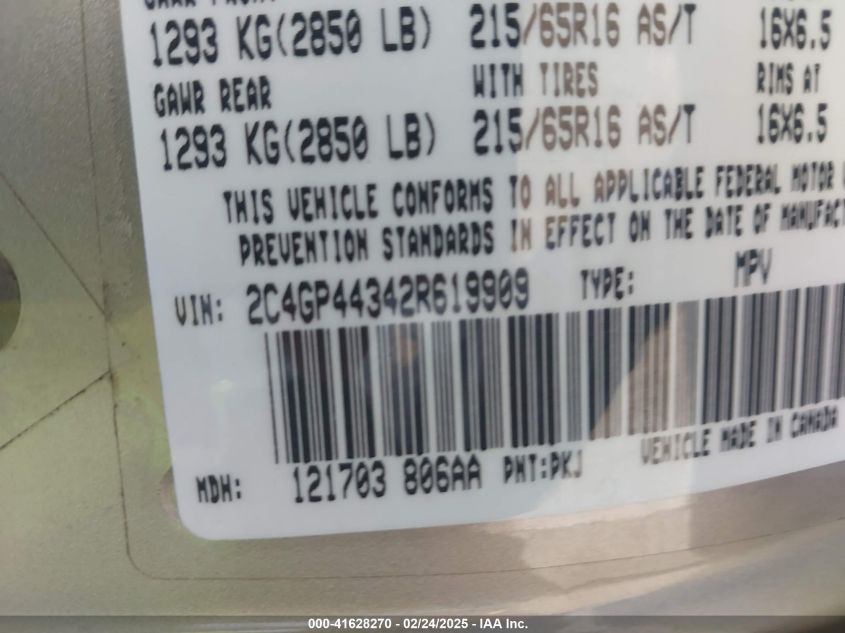 1293 KG(2850 LB) 215/65R16 AS/T 16X6.5
GAWR REAR WITH TIRES RIMS AT
1293 KG(2850 LB) 215/65R16 AS/T 16X6.5
THIS VEHICLE CONFORMS TO ALL APPLICABLE FEDERAL MOTOR
PREVENTION STANDARDS IN EFFECT ON THE DATE OF MANUFACT
VIN: 2C4GP44342R619909 TYPE: MPV
VEHICLE MADE IN CANADA
MDH: 121703 806AA PNT:PKJ
000-41628270 - 02/24/2025 - IAA Inc.